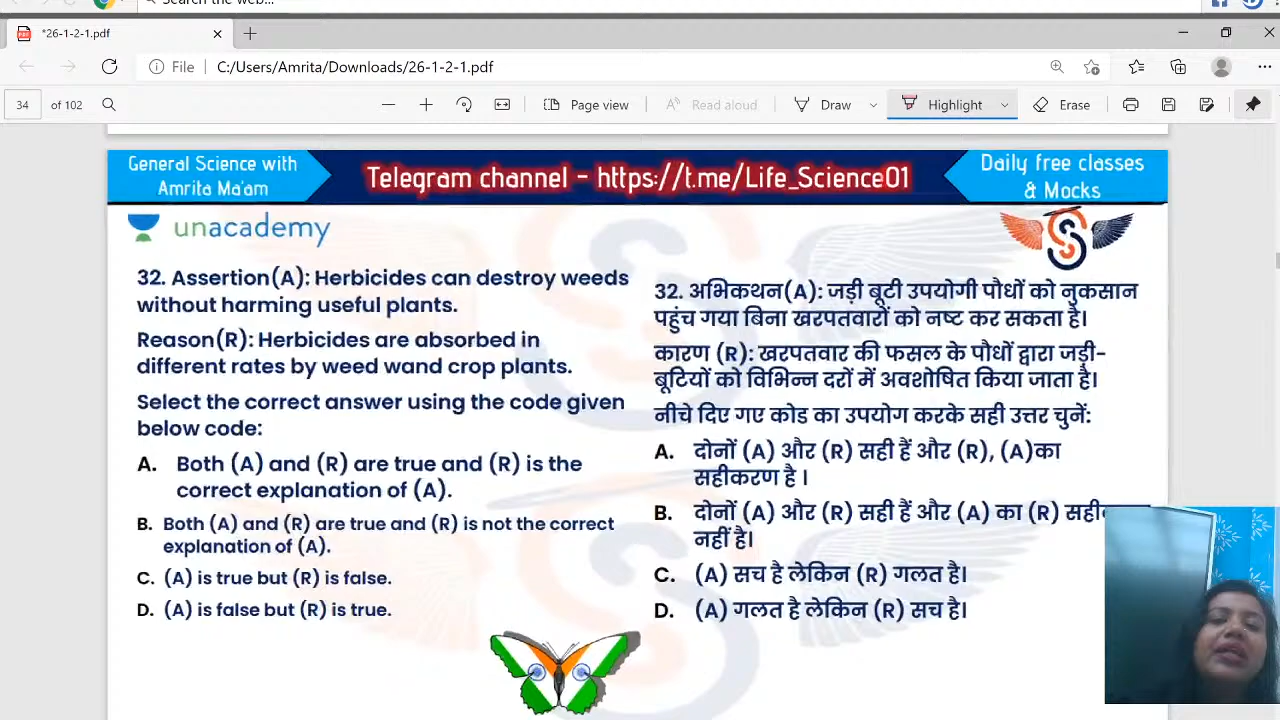 Search the web...
*26-1-2-1.pdf
File C:/Users/Amrita/Downloads/26-1-2-1.pdf
34 of 102 Page view Read aloud Draw Highlight Erase
General Science with
Amrita Ma'am
Telegram channel - https://t.me/Life_Science01
Daily free classes
& Mocks
unacademy
32. Assertion(A): Herbicides can destroy weeds
without harming useful plants.
Reason(R): Herbicides are absorbed in
different rates by weed wand crop plants.
Select the correct answer using the code given
below code:
A. Both (A) and (R) are true and (R) is the
correct explanation of (A).
B. Both (A) and (R) are true and (R) is not the correct
explanation of (A).
C. (A) is true but (R) is false.
D. (A) is false but (R) is true.
32. अभिकथन(A): जड़ी बूटी उपयोगी पौधों को नुकसान
पहुंच गया बिना खरपतवारों को नष्ट कर सकता है।
कारण (R): खरपतवार की फसल के पौधों द्वारा जड़ी-
बूटियों को विभिन्न दरों में अवशोषित किया जाता है।
नीचे दिए गए कोड का उपयोग करके सही उत्तर चुनें:
A. दोनों (A) और (R) सही हैं और (R), (A)का
सहीकरण है ।
B. दोनों (A) और (R) सही हैं और (A) का (R)
नहीं है।
C. (A) सच है लेकिन (R) गलत है।
D. (A) गलत है लेकिन (R) सच है।